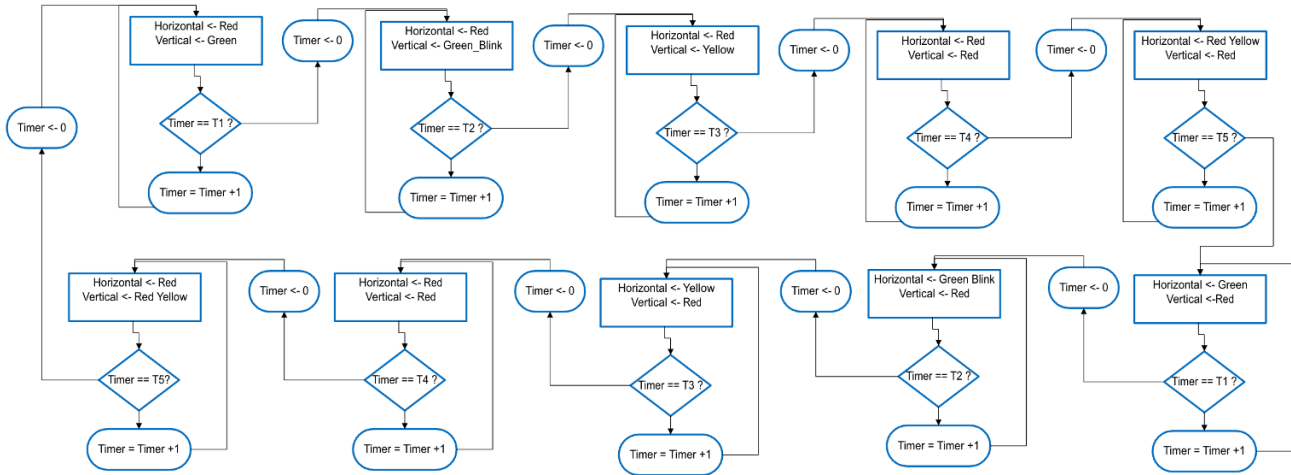 Horizontal <- Red
Vertical <- Green
Timer == T1 ?
Timer = Timer +1
Timer <- 0
Timer <- 0
Horizontal <- Red
Vertical <- Green_Blink
Timer == T2 ?
Timer = Timer +1
Timer <- 0
Horizontal <- Red
Vertical <- Yellow
Timer == T3 ?
Timer = Timer +1
Timer <- 0
Horizontal <- Red
Vertical <- Red
Timer == T4 ?
Timer = Timer +1
Timer <- 0
Horizontal <- Red Yellow
Vertical <- Red
Timer == T5 ?
Timer = Timer +1
Horizontal <- Red
Vertical <- Red Yellow
Timer == T5?
Timer = Timer +1
Timer <- 0
Horizontal <- Red
Vertical <- Red
Timer == T4 ?
Timer = Timer +1
Timer <- 0
Horizontal <- Yellow
Vertical <- Red
Timer == T3 ?
Timer = Timer +1
Timer <- 0
Horizontal <- Green Blink
Vertical <- Red
Timer == T2 ?
Timer = Timer +1
Timer <- 0
Horizontal <- Green
Vertical <-Red
Timer == T1 ?
Timer = Timer +1